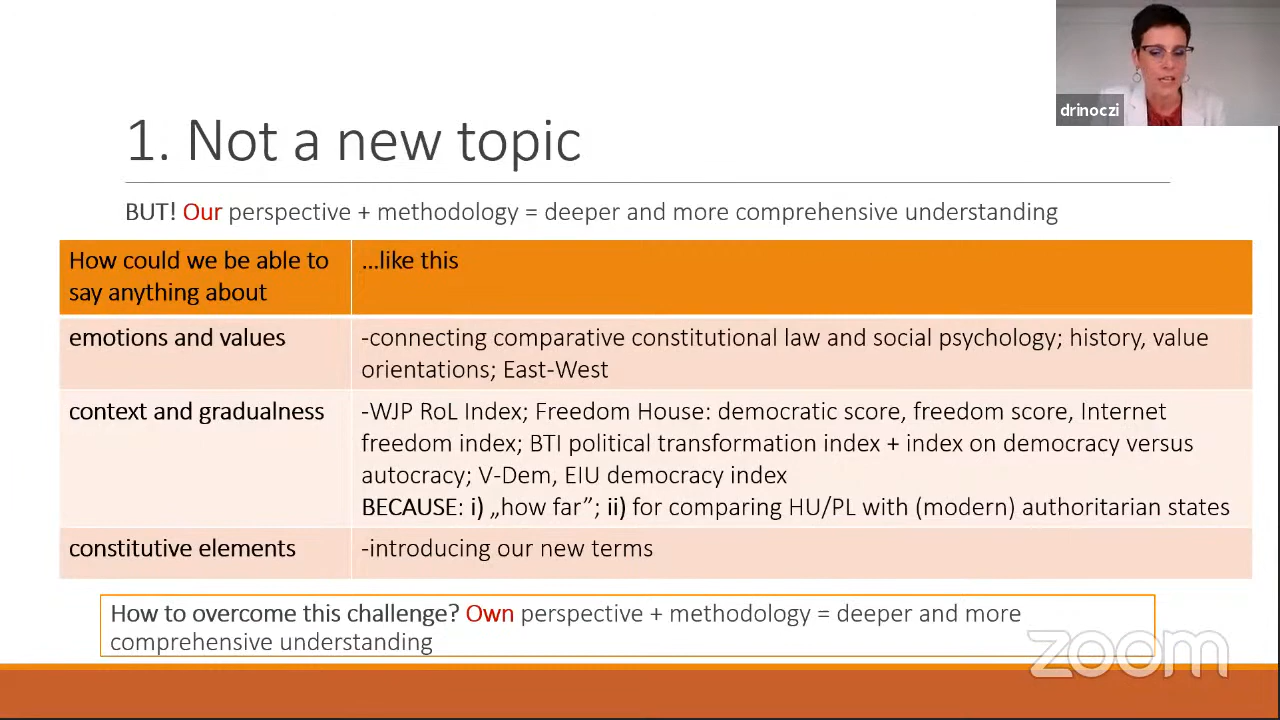 drinoczi
1. Not a new topic
BUT! Our perspective + methodology = deeper and more comprehensive understanding
How could we be able to
say anything about
...like this
emotions and values
-connecting comparative constitutional law and social psychology; history, value
orientations; East-West
context and gradualness
-WJP RoL Index; Freedom House: democratic score, freedom score, Internet
freedom index; BTI political transformation index + index on democracy versus
autocracy; V-Dem, EIU democracy index
BECAUSE: i) „how far”; ii) for comparing HU/PL with (modern) authoritarian states
constitutive elements
-introducing our new terms
How to overcome this challenge? Own perspective + methodology = deeper and more
comprehensive understanding
zoom